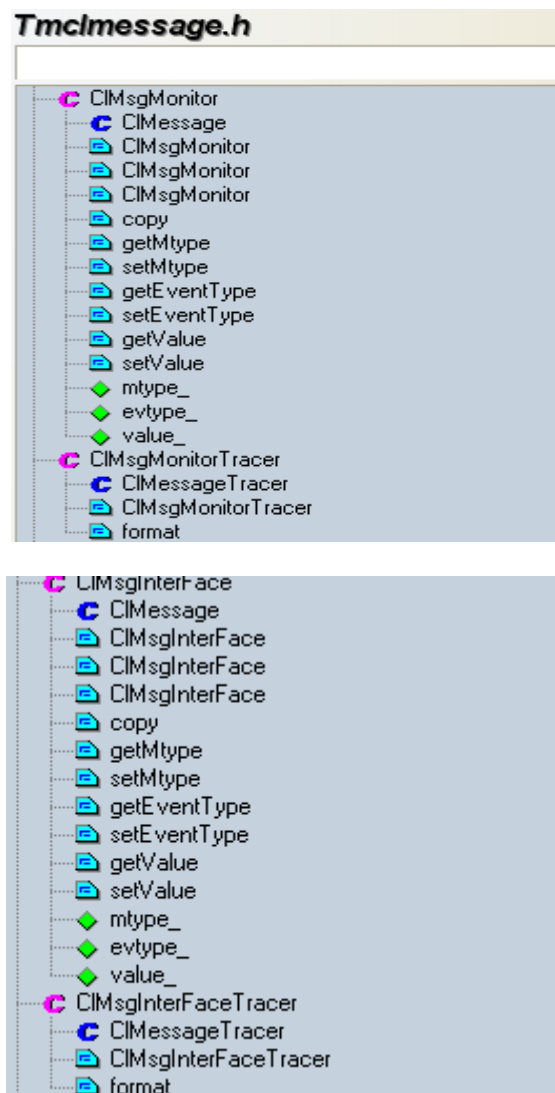 Tmclmessage.h
ClMsgMonitor
ClMessage
ClMsgMonitor
ClMsgMonitor
ClMsgMonitor
copy
getMtype
setMtype
getEventType
setEventType
getValue
setValue
mtype_
evtype_
value_
ClMsgMonitorTracer
ClMessageTracer
ClMsgMonitorTracer
format
ClMsgInterFace
ClMessage
ClMsgInterFace
ClMsgInterFace
ClMsgInterFace
copy
getMtype
setMtype
getEventType
setEventType
getValue
setValue
mtype_
evtype_
value_
ClMsgInterFaceTracer
ClMessageTracer
ClMsgInterFaceTracer
format